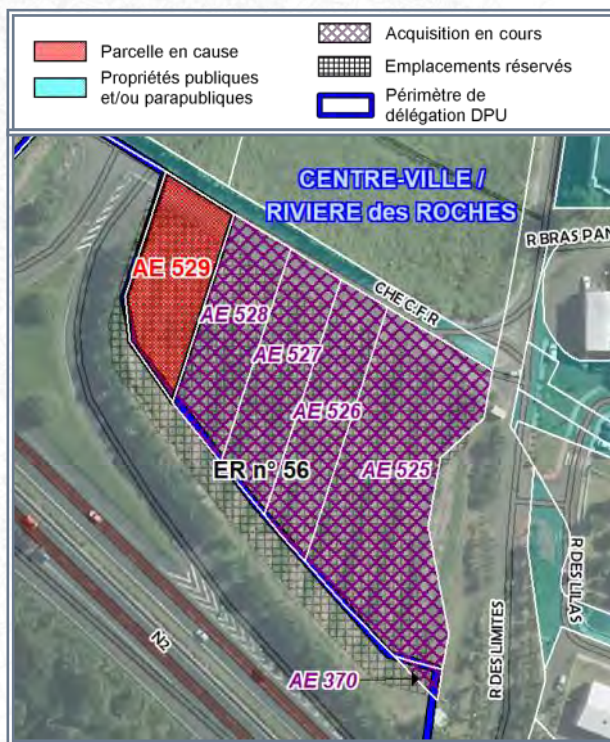 Parcelle en cause
Propriétés publiques
et/ou parapubliques
Acquisition en cours
Emplacements réservés
Périmètre de
délégation DPU
CENTRE-VILLE /
RIVIERE des ROCHES
R BRAS PAN
AE 529
CHE C.F.R
AE 528
AE 527
AE 526
ER n° 56
AE 525
R DES LILAS
R DES LIMITES
N2
AE 370